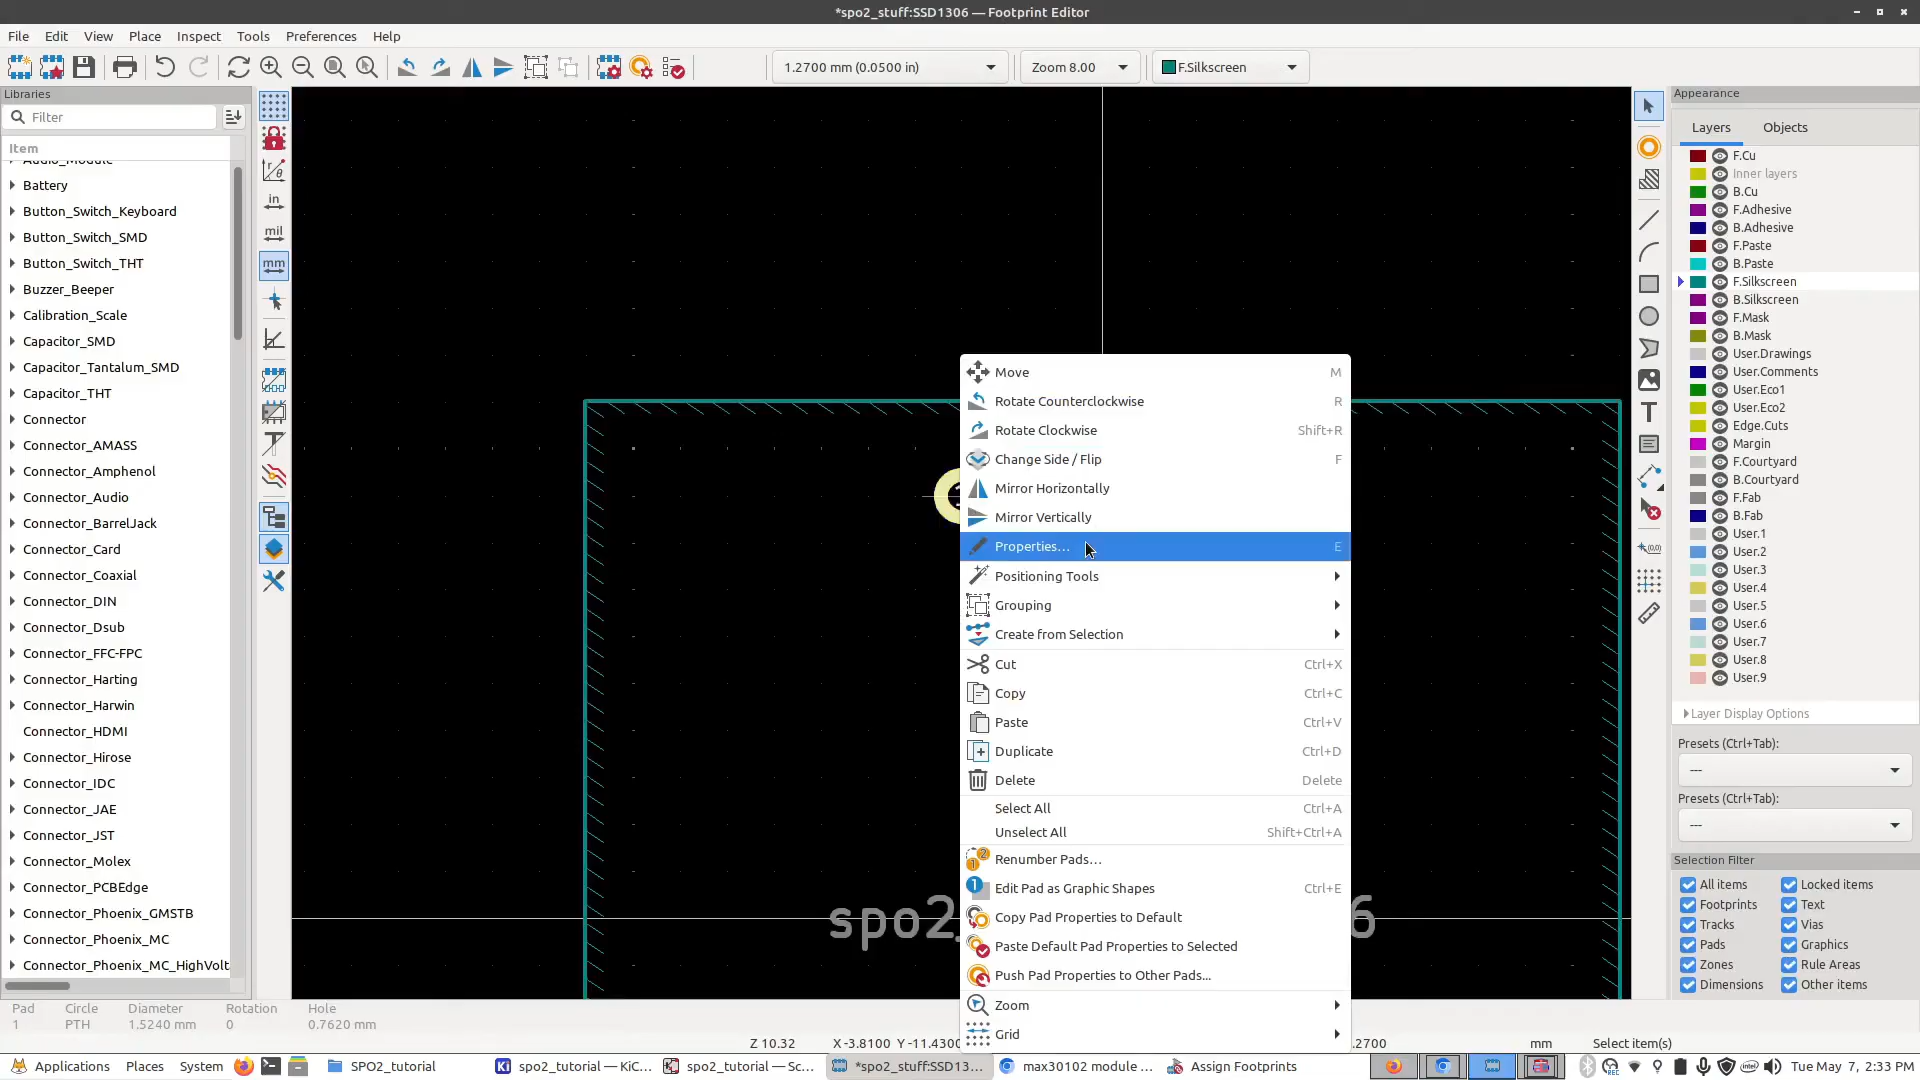 *spo2_stuff:SSD1306 — Footprint Editor
File Edit View Place Inspect Tools Preferences Help
1.2700 mm (0.0500 in) Zoom 8.00 F.Silkscreen
Libraries
Filter
Item
Audio_Module
Battery
Button_Switch_Keyboard
Button_Switch_SMD
Button_Switch_THT
Buzzer_Beeper
Calibration_Scale
Capacitor_SMD
Capacitor_Tantalum_SMD
Capacitor_THT
Connector
Connector_AMASS
Connector_Amphenol
Connector_Audio
Connector_BarrelJack
Connector_Card
Connector_Coaxial
Connector_DIN
Connector_Dsub
Connector_FFC-FPC
Connector_Harting
Connector_Harwin
Connector_HDMI
Connector_Hirose
Connector_IDC
Connector_JAE
Connector_JST
Connector_Molex
Connector_PCBEdge
Connector_Phoenix_GMSTB
Connector_Phoenix_MC
Connector_Phoenix_MC_HighVolt
in
mil
mm
spo2_ 6
Move M
Rotate Counterclockwise R
Rotate Clockwise Shift+R
Change Side / Flip F
Mirror Horizontally
Mirror Vertically
Properties... E
Positioning Tools
Grouping
Create from Selection
Cut Ctrl+X
Copy Ctrl+C
Paste Ctrl+V
Duplicate Ctrl+D
Delete Delete
Select All Ctrl+A
Unselect All Shift+Ctrl+A
Renumber Pads...
Edit Pad as Graphic Shapes Ctrl+E
Copy Pad Properties to Default
Paste Default Pad Properties to Selected
Push Pad Properties to Other Pads...
Zoom
Grid
Appearance
Layers Objects
F.Cu
Inner layers
B.Cu
F.Adhesive
B.Adhesive
F.Paste
B.Paste
F.Silkscreen
B.Silkscreen
F.Mask
B.Mask
User.Drawings
User.Comments
User.Eco1
User.Eco2
Edge.Cuts
Margin
F.Courtyard
B.Courtyard
F.Fab
B.Fab
User.1
User.2
User.3
User.4
User.5
User.6
User.7
User.8
User.9
Layer Display Options
Presets (Ctrl+Tab):
---
Presets (Ctrl+Tab):
---
Selection Filter
All items Locked items
Footprints Text
Tracks Vias
Pads Graphics
Zones Rule Areas
Dimensions Other items
Pad Circle Diameter Rotation Hole
1 PTH 1.5240 mm 0 0.7620 mm
Z 10.32 X -3.8100 Y -11.4300 .2700 mm Select item(s)
Applications Places System SPO2_tutorial spo2_tutorial — KiC... spo2_tutorial — Sc... *spo2_stuff:SSD13... max30102 module ... Assign Footprints Tue May 7, 2:33 PM